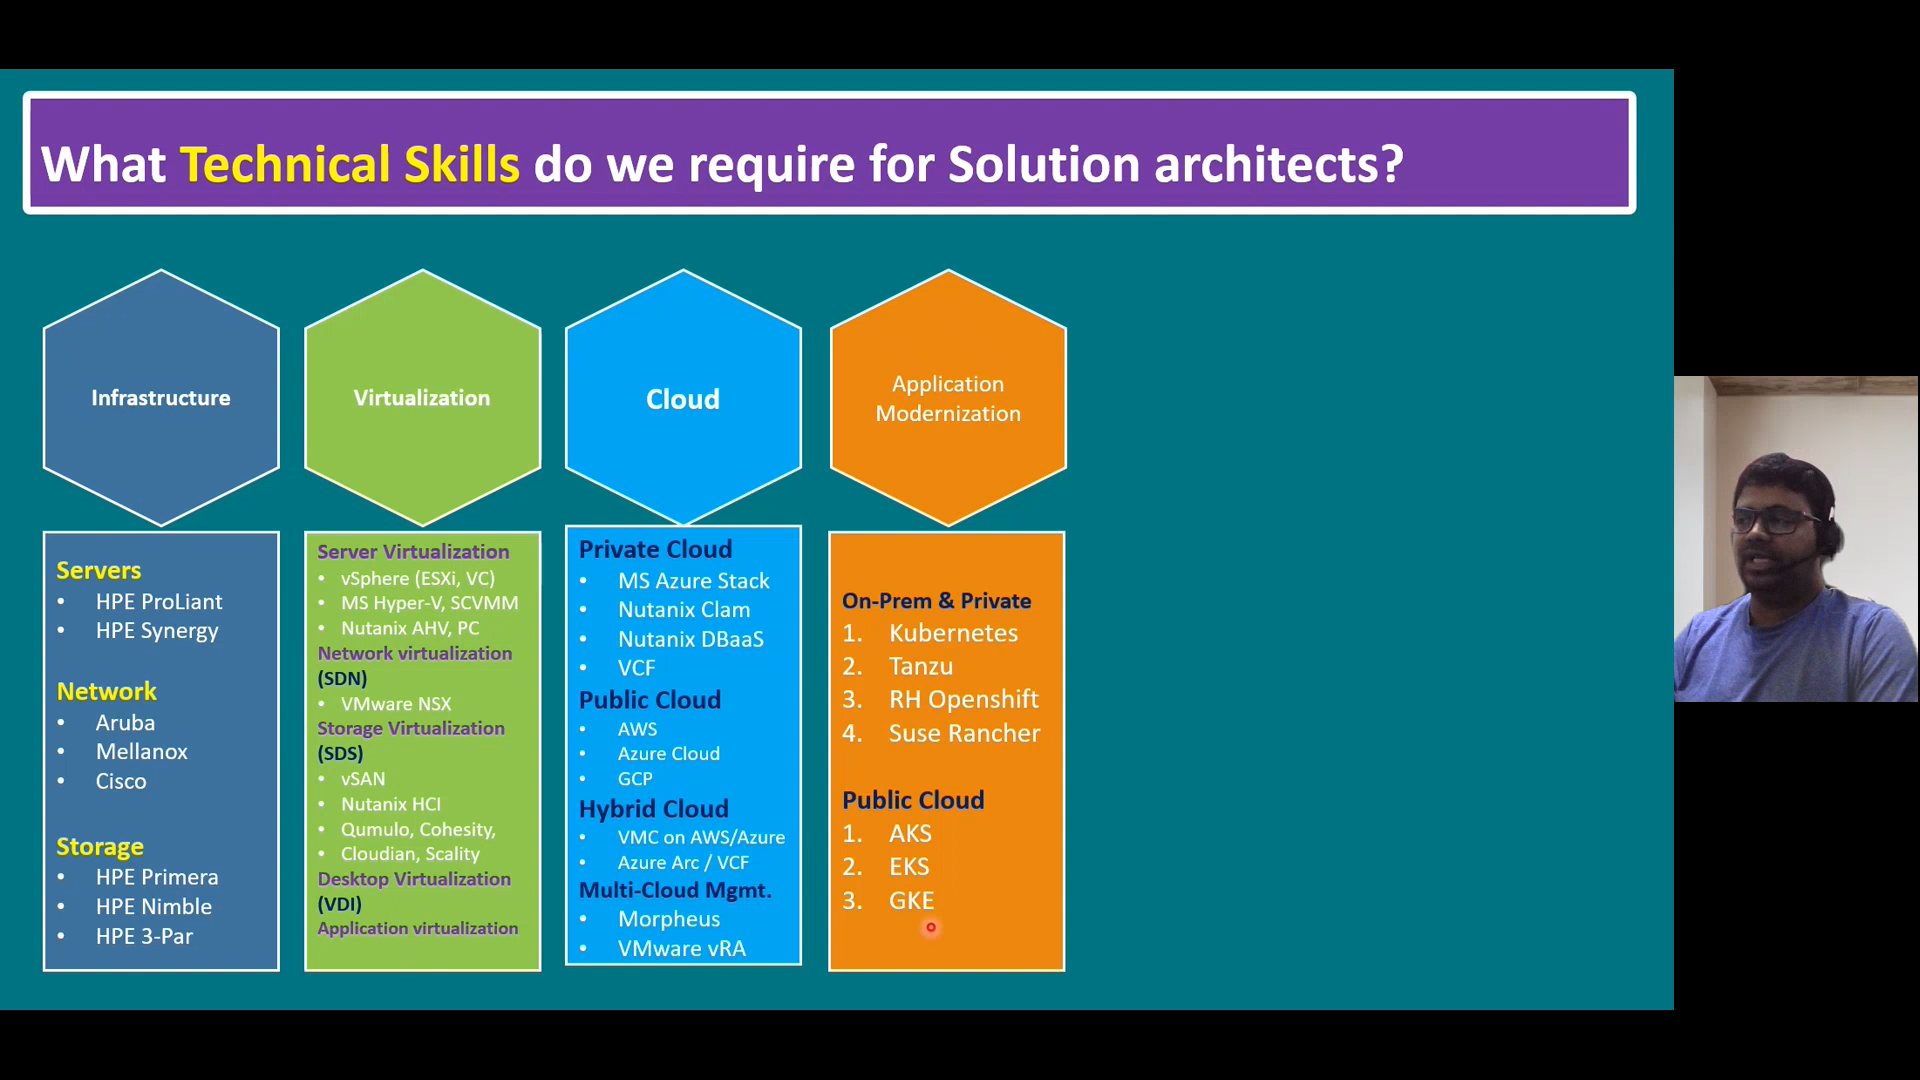 What Technical Skills do we require for Solution architects?
Infrastructure
Servers
• HPE ProLiant
• HPE Synergy
Network
• Aruba
• Mellanox
• Cisco
Storage
• HPE Primera
• HPE Nimble
• HPE 3-Par
Virtualization
Server Virtualization
• vSphere (ESXi, VC)
• MS Hyper-V, SCVMM
• Nutanix AHV, PC
Network virtualization
(SDN)
• VMware NSX
Storage Virtualization
(SDS)
• vSAN
• Nutanix HCI
• Qumulo, Cohesity,
• Cloudian, Scality
Desktop Virtualization
(VDI)
Application virtualization
Cloud
Private Cloud
• MS Azure Stack
• Nutanix Clam
• Nutanix DBaaS
• VCF
Public Cloud
• AWS
• Azure Cloud
• GCP
Hybrid Cloud
• VMC on AWS/Azure
• Azure Arc / VCF
Multi-Cloud Mgmt.
• Morpheus
• VMware vRA
Application
Modernization
On-Prem & Private
1. Kubernetes
2. Tanzu
3. RH Openshift
4. Suse Rancher
Public Cloud
1. AKS
2. EKS
3. GKE